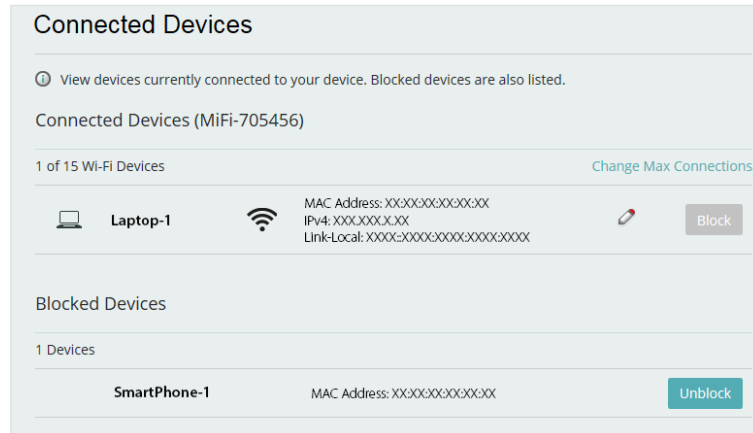 Connected Devices
View devices currently connected to your device. Blocked devices are also listed.
Connected Devices (MiFi-705456)
1 of 15 Wi-Fi Devices Change Max Connections
Laptop-1
MAC Address: XX:XX:XX:XX:XX:XX
IPv4: XXX.XXX.X.XX
Link-Local: XXXX::XXXX:XXXX:XXXX:XXXX
Block
Blocked Devices
1 Devices
SmartPhone-1 MAC Address: XX:XX:XX:XX:XX:XX Unblock